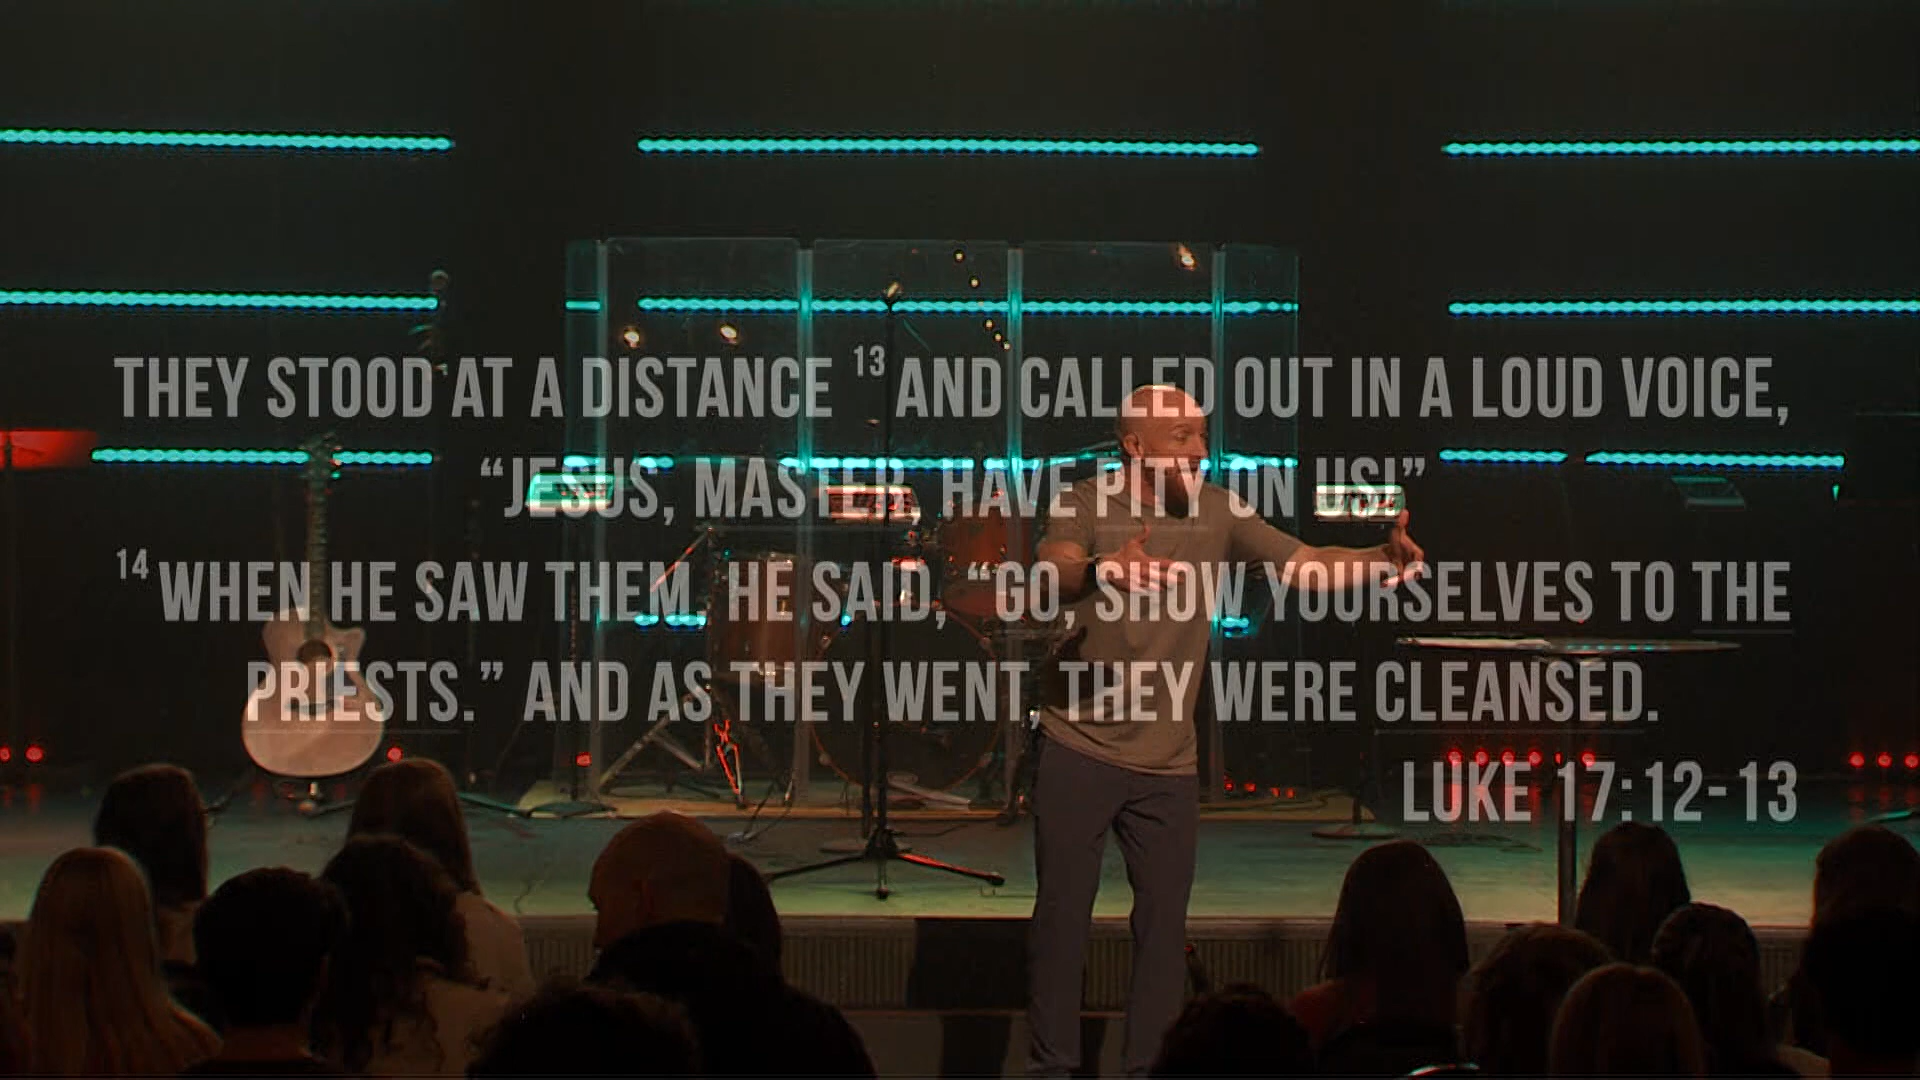 THEY STOOD AT A DISTANCE 13 AND CALLED OUT IN A LOUD VOICE,
“JESUS, MASTER, HAVE PITY ON US!”
14 WHEN HE SAW THEM, HE SAID, “GO, SHOW YOURSELVES TO THE
PRIESTS.” AND AS THEY WENT, THEY WERE CLEANSED.
LUKE 17:12-13